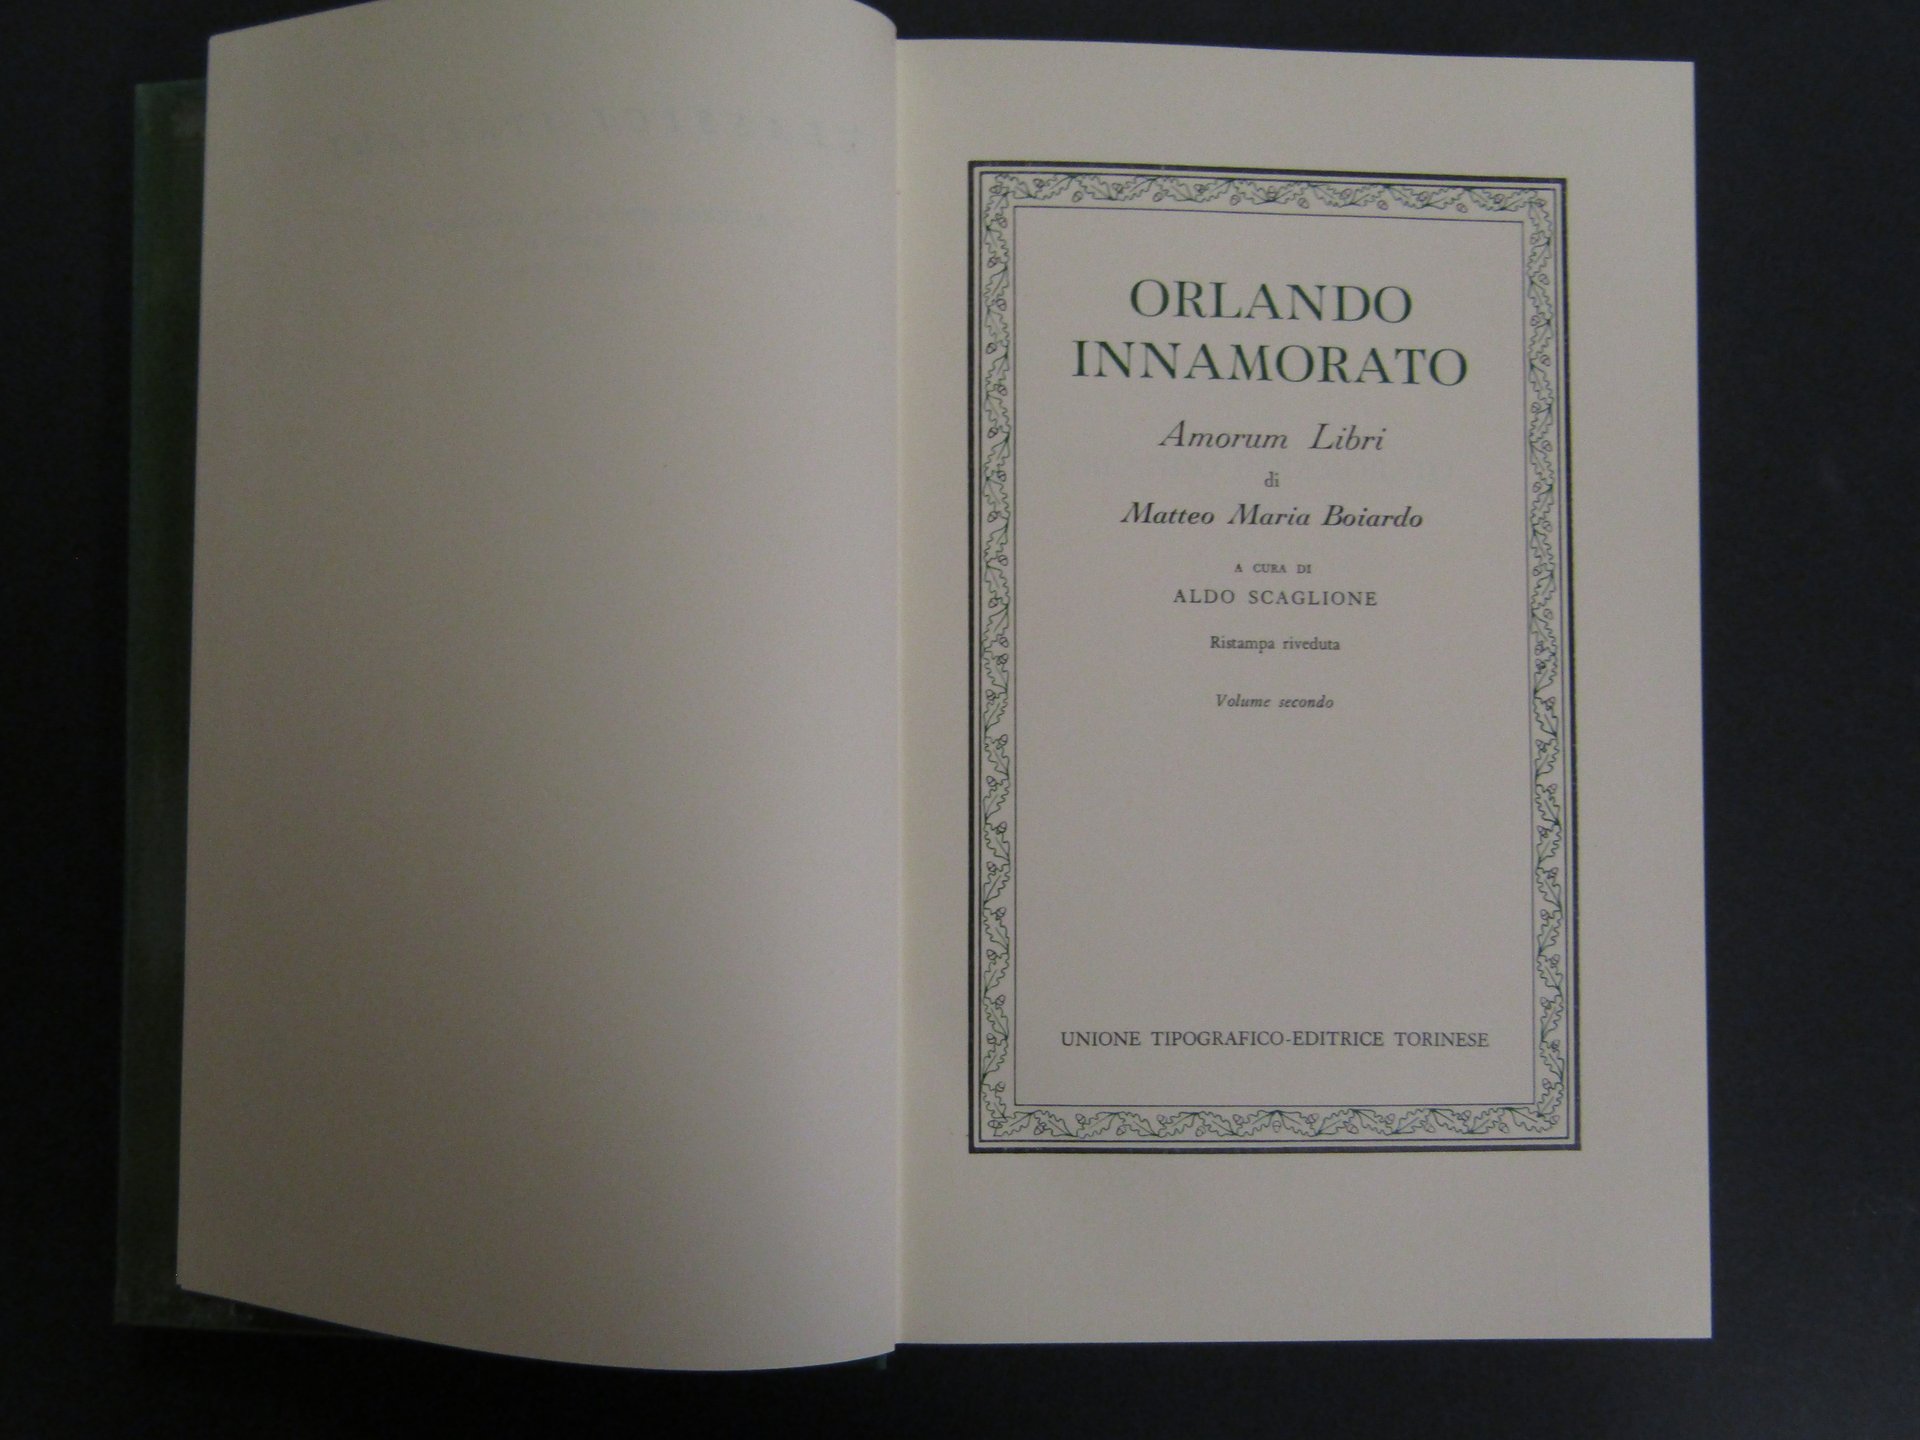 ORLANDO
INNAMORATO
Amorum Libri
di
Matteo Maria Boiardo
A CURA DI
ALDO SCAGLIONE
Ristampa riveduta
Volume secondo
UNIONE TIPOGRAFICO-EDITRICE TORINESE